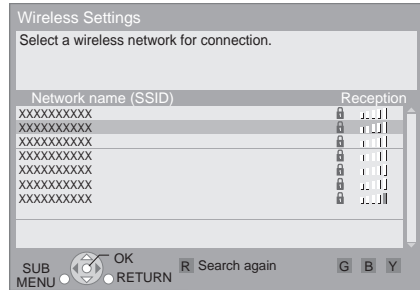 Wireless Settings
Select a wireless network for connection.
Network name (SSID) Reception
XXXXXXXXXX
XXXXXXXXXX
XXXXXXXXXX
XXXXXXXXXX
XXXXXXXXXX
XXXXXXXXXX
XXXXXXXXXX
SUB MENU OK RETURN R Search again G B Y